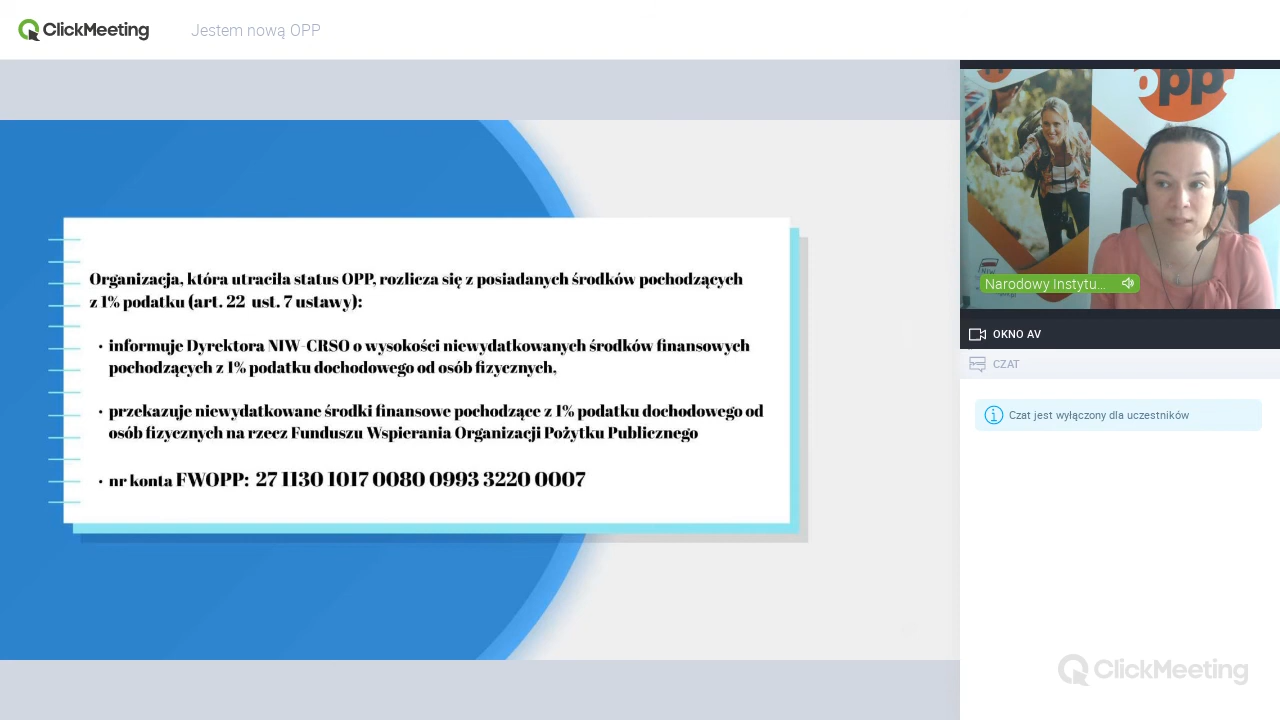 ClickMeeting
Jestem nową OPP
Organizacja, która utraciła status OPP, rozlicza się z posiadanych środków pochodzących
z 1% podatku (art. 22 ust. 7 ustawy):
• informuje Dyrektora NIW-CRSO o wysokości niewydatkowanych środków finansowych
pochodzących z 1% podatku dochodowego od osób fizycznych,
• przekazuje niewydatkowane środki finansowe pochodzące z 1% podatku dochodowego od
osób fizycznych na rzecz Funduszu Wspierania Organizacji Pożytku Publicznego
• nr konta FWOPP: 27 1130 1017 0080 0993 3220 0007
opp
Narodowy Instytu...
OKNO AV
CZAT
Czat jest wyłączony dla uczestników
ClickMeeting